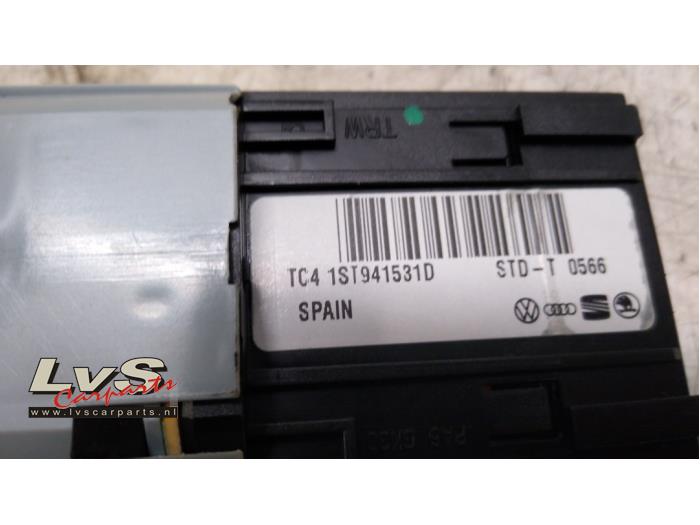 TRW
TC4 1ST941531D
STD-T 0566
SPAIN
LvS
Carparts
www.lvscarparts.nl